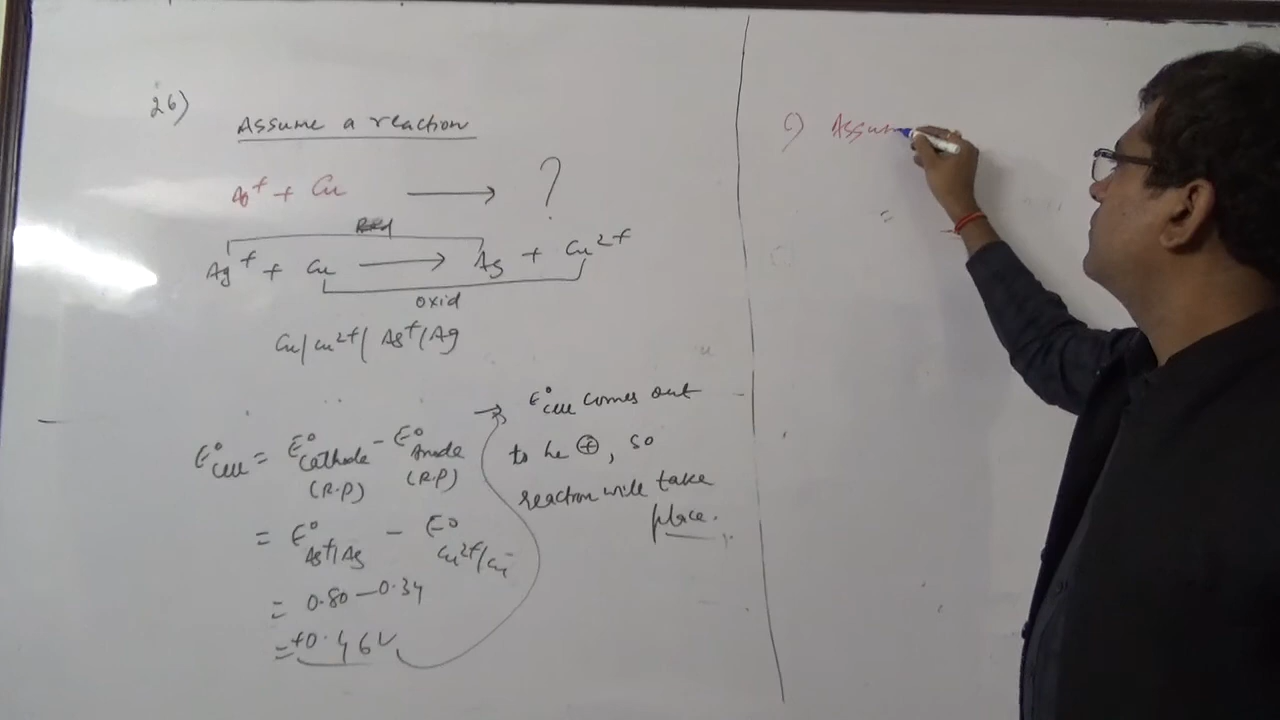 26)
Assume a reaction
Ag⁺ + Cu ⟶ ?
Red
Ag⁺ + Cu ⟶ Ag + Cu²⁺
oxid
Cu/Cu²⁺/Ag⁺/Ag
E°cell = E°Cathode - E°Anode
(R.P) (R.P)
= E°Ag⁺/Ag - E°Cu²⁺/Cu
= 0.80 - 0.34
= +0.46V
→ E°cell comes out
to be ⊕, so
reaction will take
place.
c) Assum
=